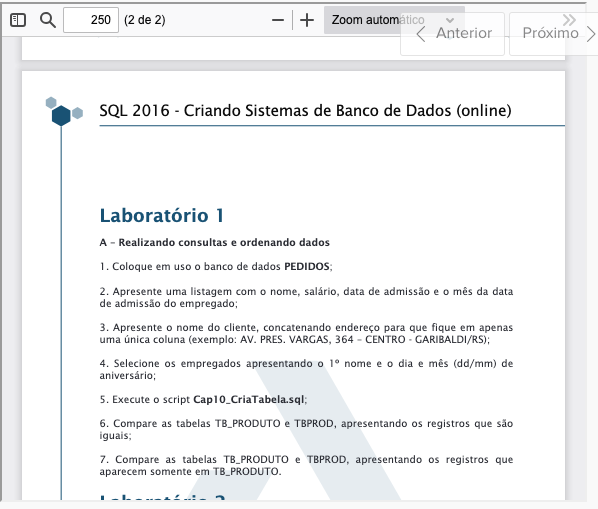 250 (2 de 2) Zoom automático
Anterior Próximo
SQL 2016 - Criando Sistemas de Banco de Dados (online)
Laboratório 1
A – Realizando consultas e ordenando dados
1. Coloque em uso o banco de dados PEDIDOS;
2. Apresente uma listagem com o nome, salário, data de admissão e o mês da data
de admissão do empregado;
3. Apresente o nome do cliente, concatenando endereço para que fique em apenas
uma única coluna (exemplo: AV. PRES. VARGAS, 364 – CENTRO - GARIBALDI/RS);
4. Selecione os empregados apresentando o 1º nome e o dia e mês (dd/mm) de
aniversário;
5. Execute o script Cap10_CriaTabela.sql;
6. Compare as tabelas TB_PRODUTO e TBPROD, apresentando os registros que são
iguais;
7. Compare as tabelas TB_PRODUTO e TBPROD, apresentando os registros que
aparecem somente em TB_PRODUTO.
Laboratório 2